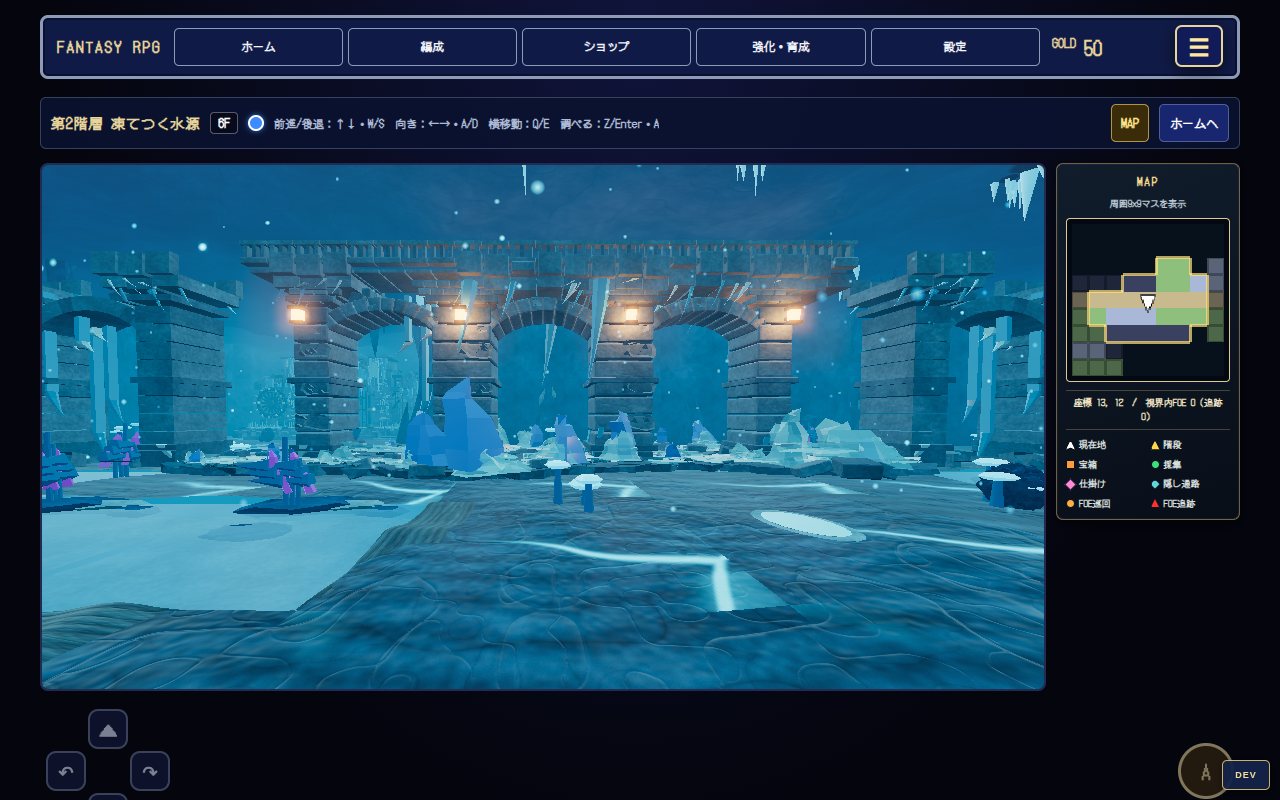 FANTASY RPG ホーム 編成 ショップ 強化・育成 設定 GOLD 50
第2階層 凍てつく水源 6F 前進/後退：↑↓・W/S 向き：←→・A/D 横移動：Q/E 調べる：Z/Enter・A MAP ホームへ
MAP
周囲9x9マスを表示
座標 13, 12 / 視界内FOE 0（追跡
0）
現在地 階段
宝箱 採集
仕掛け 隠し通路
FOE巡回 FOE追跡
A DEV